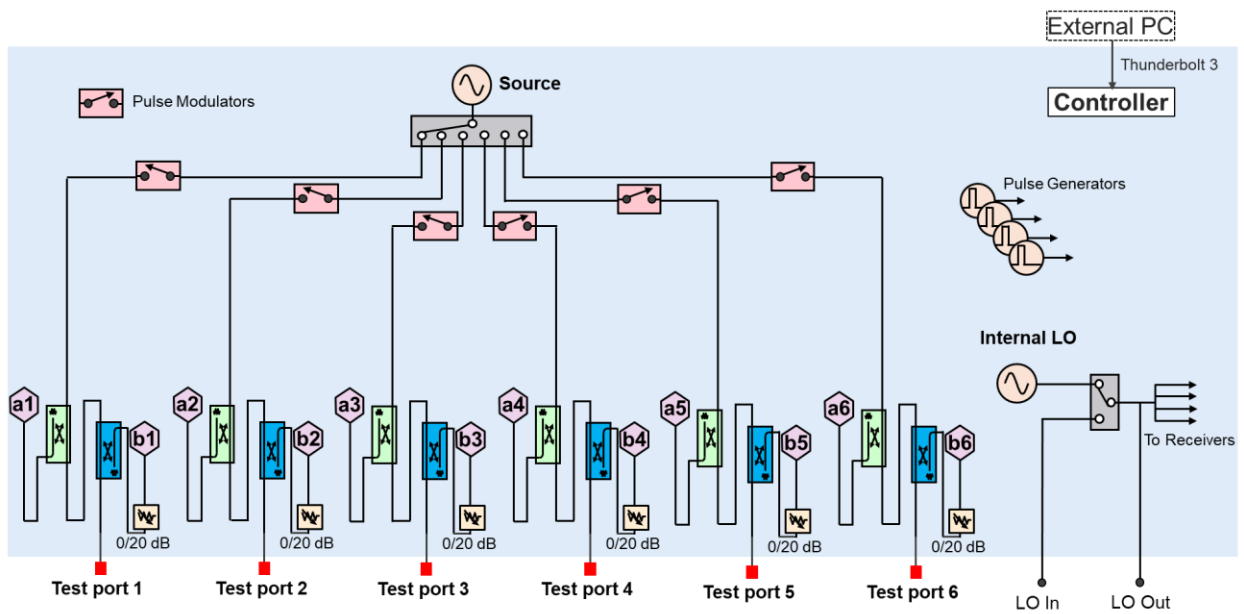 External PC
Thunderbolt 3
Controller
Source
Pulse Modulators
Pulse Generators
Internal LO
To Receivers
a1
a2
a3
a4
a5
a6
b1
b2
b3
b4
b5
b6
0/20 dB
0/20 dB
0/20 dB
0/20 dB
0/20 dB
0/20 dB
Test port 1
Test port 2
Test port 3
Test port 4
Test port 5
Test port 6
LO In
LO Out